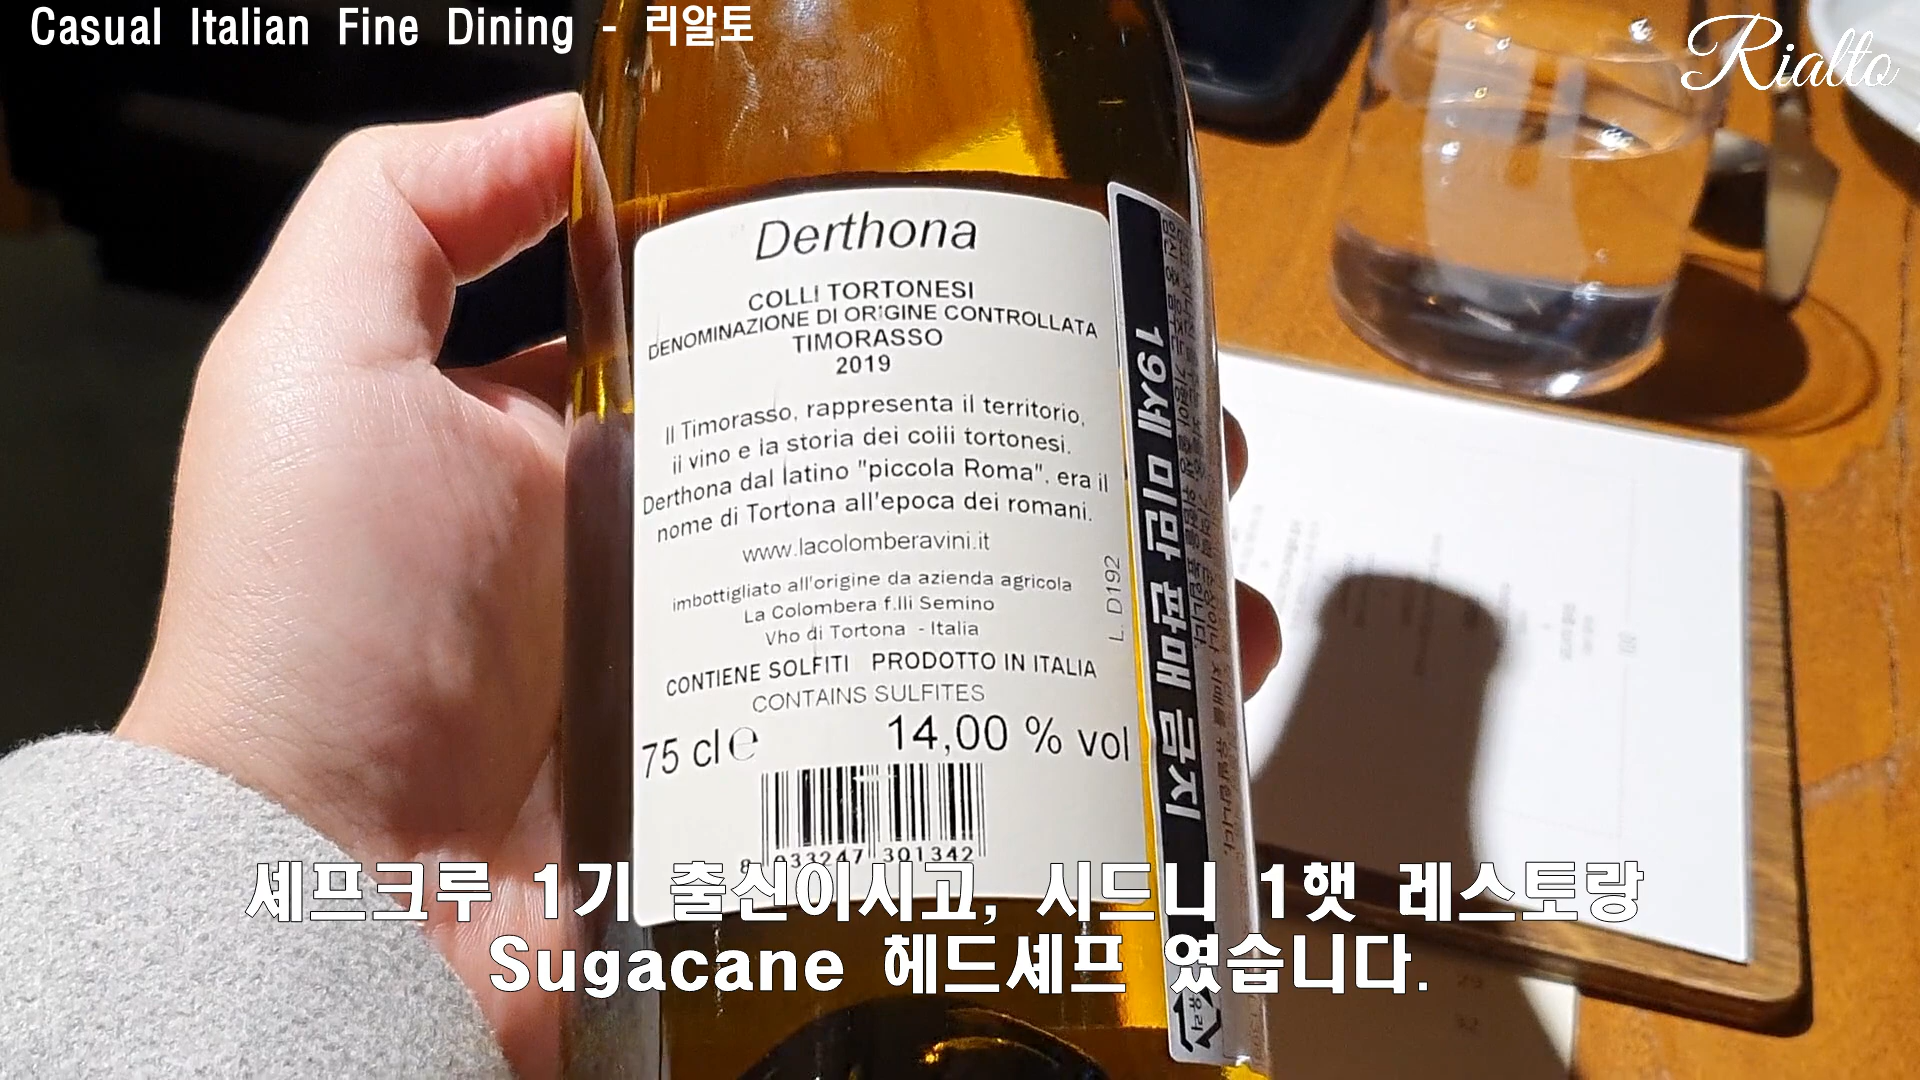 Casual Italian Fine Dining - 리알토
Rialto
Derthona
COLLI TORTONESI
DENOMINAZIONE DI ORIGINE CONTROLLATA
TIMORASSO
2019
Il Timorasso, rappresenta il territorio,
il vino e la storia dei colli tortonesi.
Derthona dal latino "piccola Roma". era il
nome di Tortona all'epoca dei romani.
www.lacolomberavini.it
imbottigliato all'origine da azienda agricola
La Colombera f.lli Semino
Vho di Tortona - Italia
L. D192
CONTIENE SOLFITI PRODOTTO IN ITALIA
CONTAINS SULFITES
75 cl e 14,00 % vol
8 033247 301342
19세 미만 판매 금지
셰프크루 1기 출신이시고, 시드니 1햇 레스토랑
Sugacane 헤드셰프 였습니다.